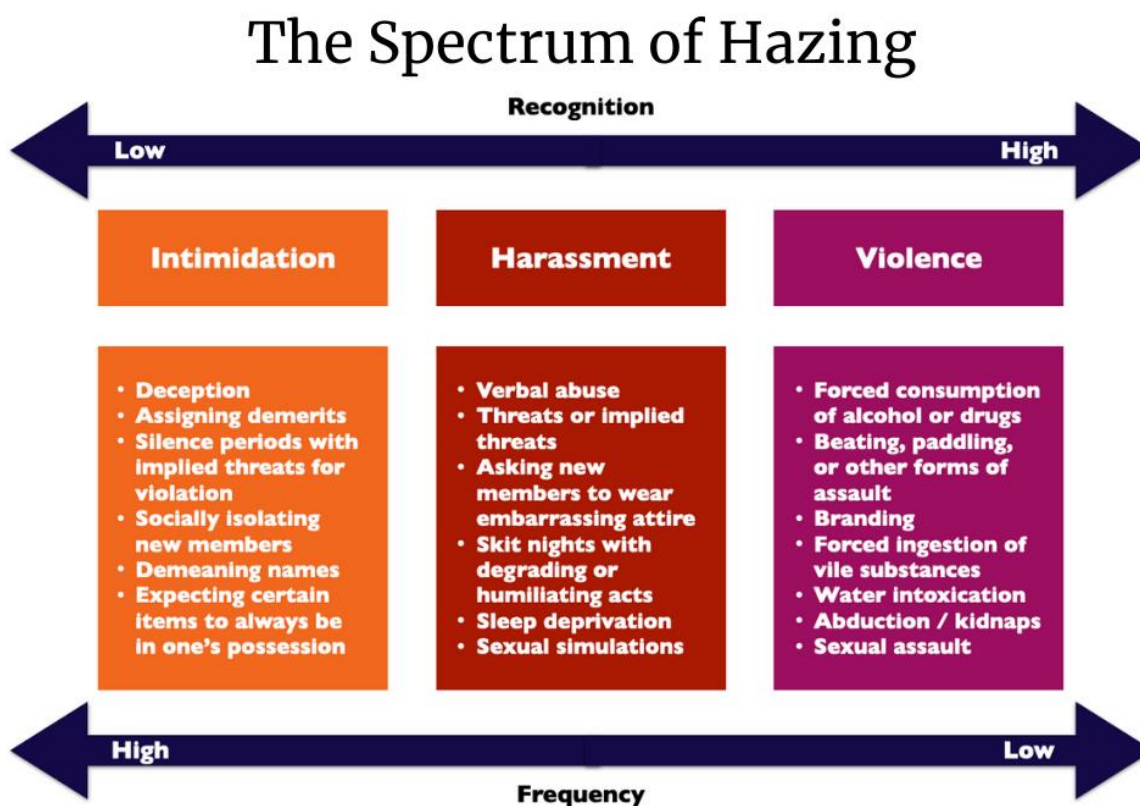 The Spectrum of Hazing
Recognition
Low
High
Intimidation
Harassment
Violence
• Deception
• Assigning demerits
• Silence periods with
implied threats for
violation
• Socially isolating
new members
• Demeaning names
• Expecting certain
items to always be
in one's possession
• Verbal abuse
• Threats or implied
threats
• Asking new
members to wear
embarrassing attire
• Skit nights with
degrading or
humiliating acts
• Sleep deprivation
• Sexual simulations
• Forced consumption
of alcohol or drugs
• Beating, paddling,
or other forms of
assault
• Branding
• Forced ingestion of
vile substances
• Water intoxication
• Abduction / kidnaps
• Sexual assault
High
Low
Frequency